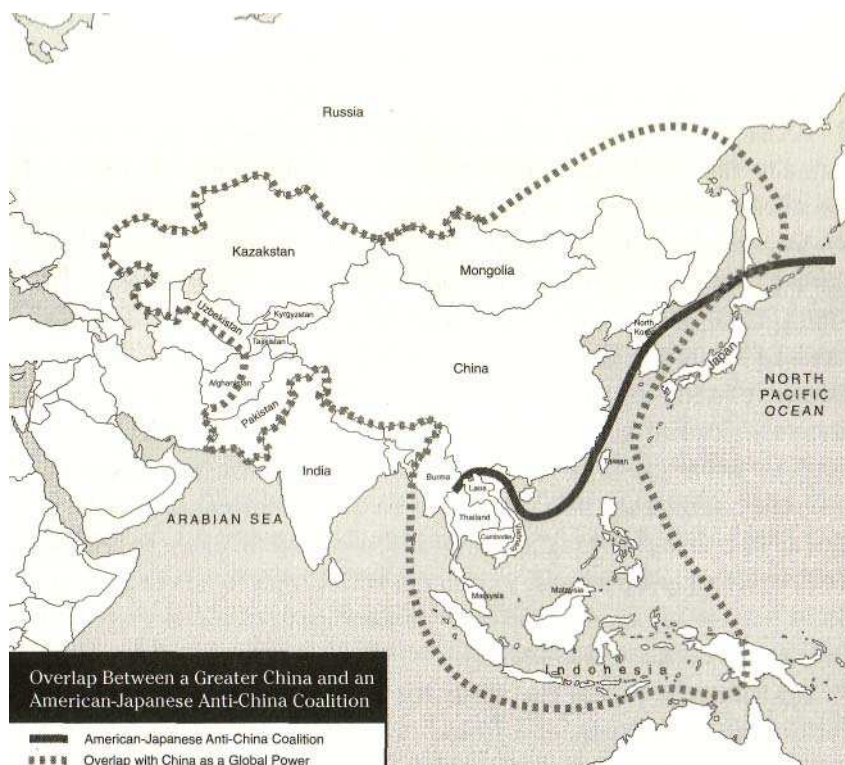 Russia
Kazakstan
Mongolia
Uzbekistan
Kyrgyzstan
Tajikistan
North
Korea
China
Japan
Afghanistan
Pakistan
NORTH
PACIFIC
OCEAN
India
Burma
Taiwan
Laos
ARABIAN SEA
Thailand
Vietnam
Cambodia
Malaysia
Malaysia
Indonesia
Overlap Between a Greater China and an
American-Japanese Anti-China Coalition
American-Japanese Anti-China Coalition
Overlap with China as a Global Power